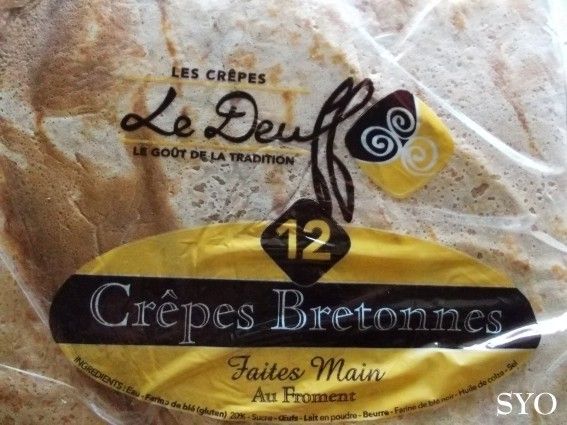 LES CRÊPES
Le Deuff
LE GOÛT DE LA TRADITION
12
Crêpes Bretonnes
Faites Main
Au Froment
INGREDIENTS : Eau - Farine de blé (gluten) 20% - Sucre - Œufs - Lait en poudre - Beurre - Farine de blé noir - Huile de colza - Sel
SYO